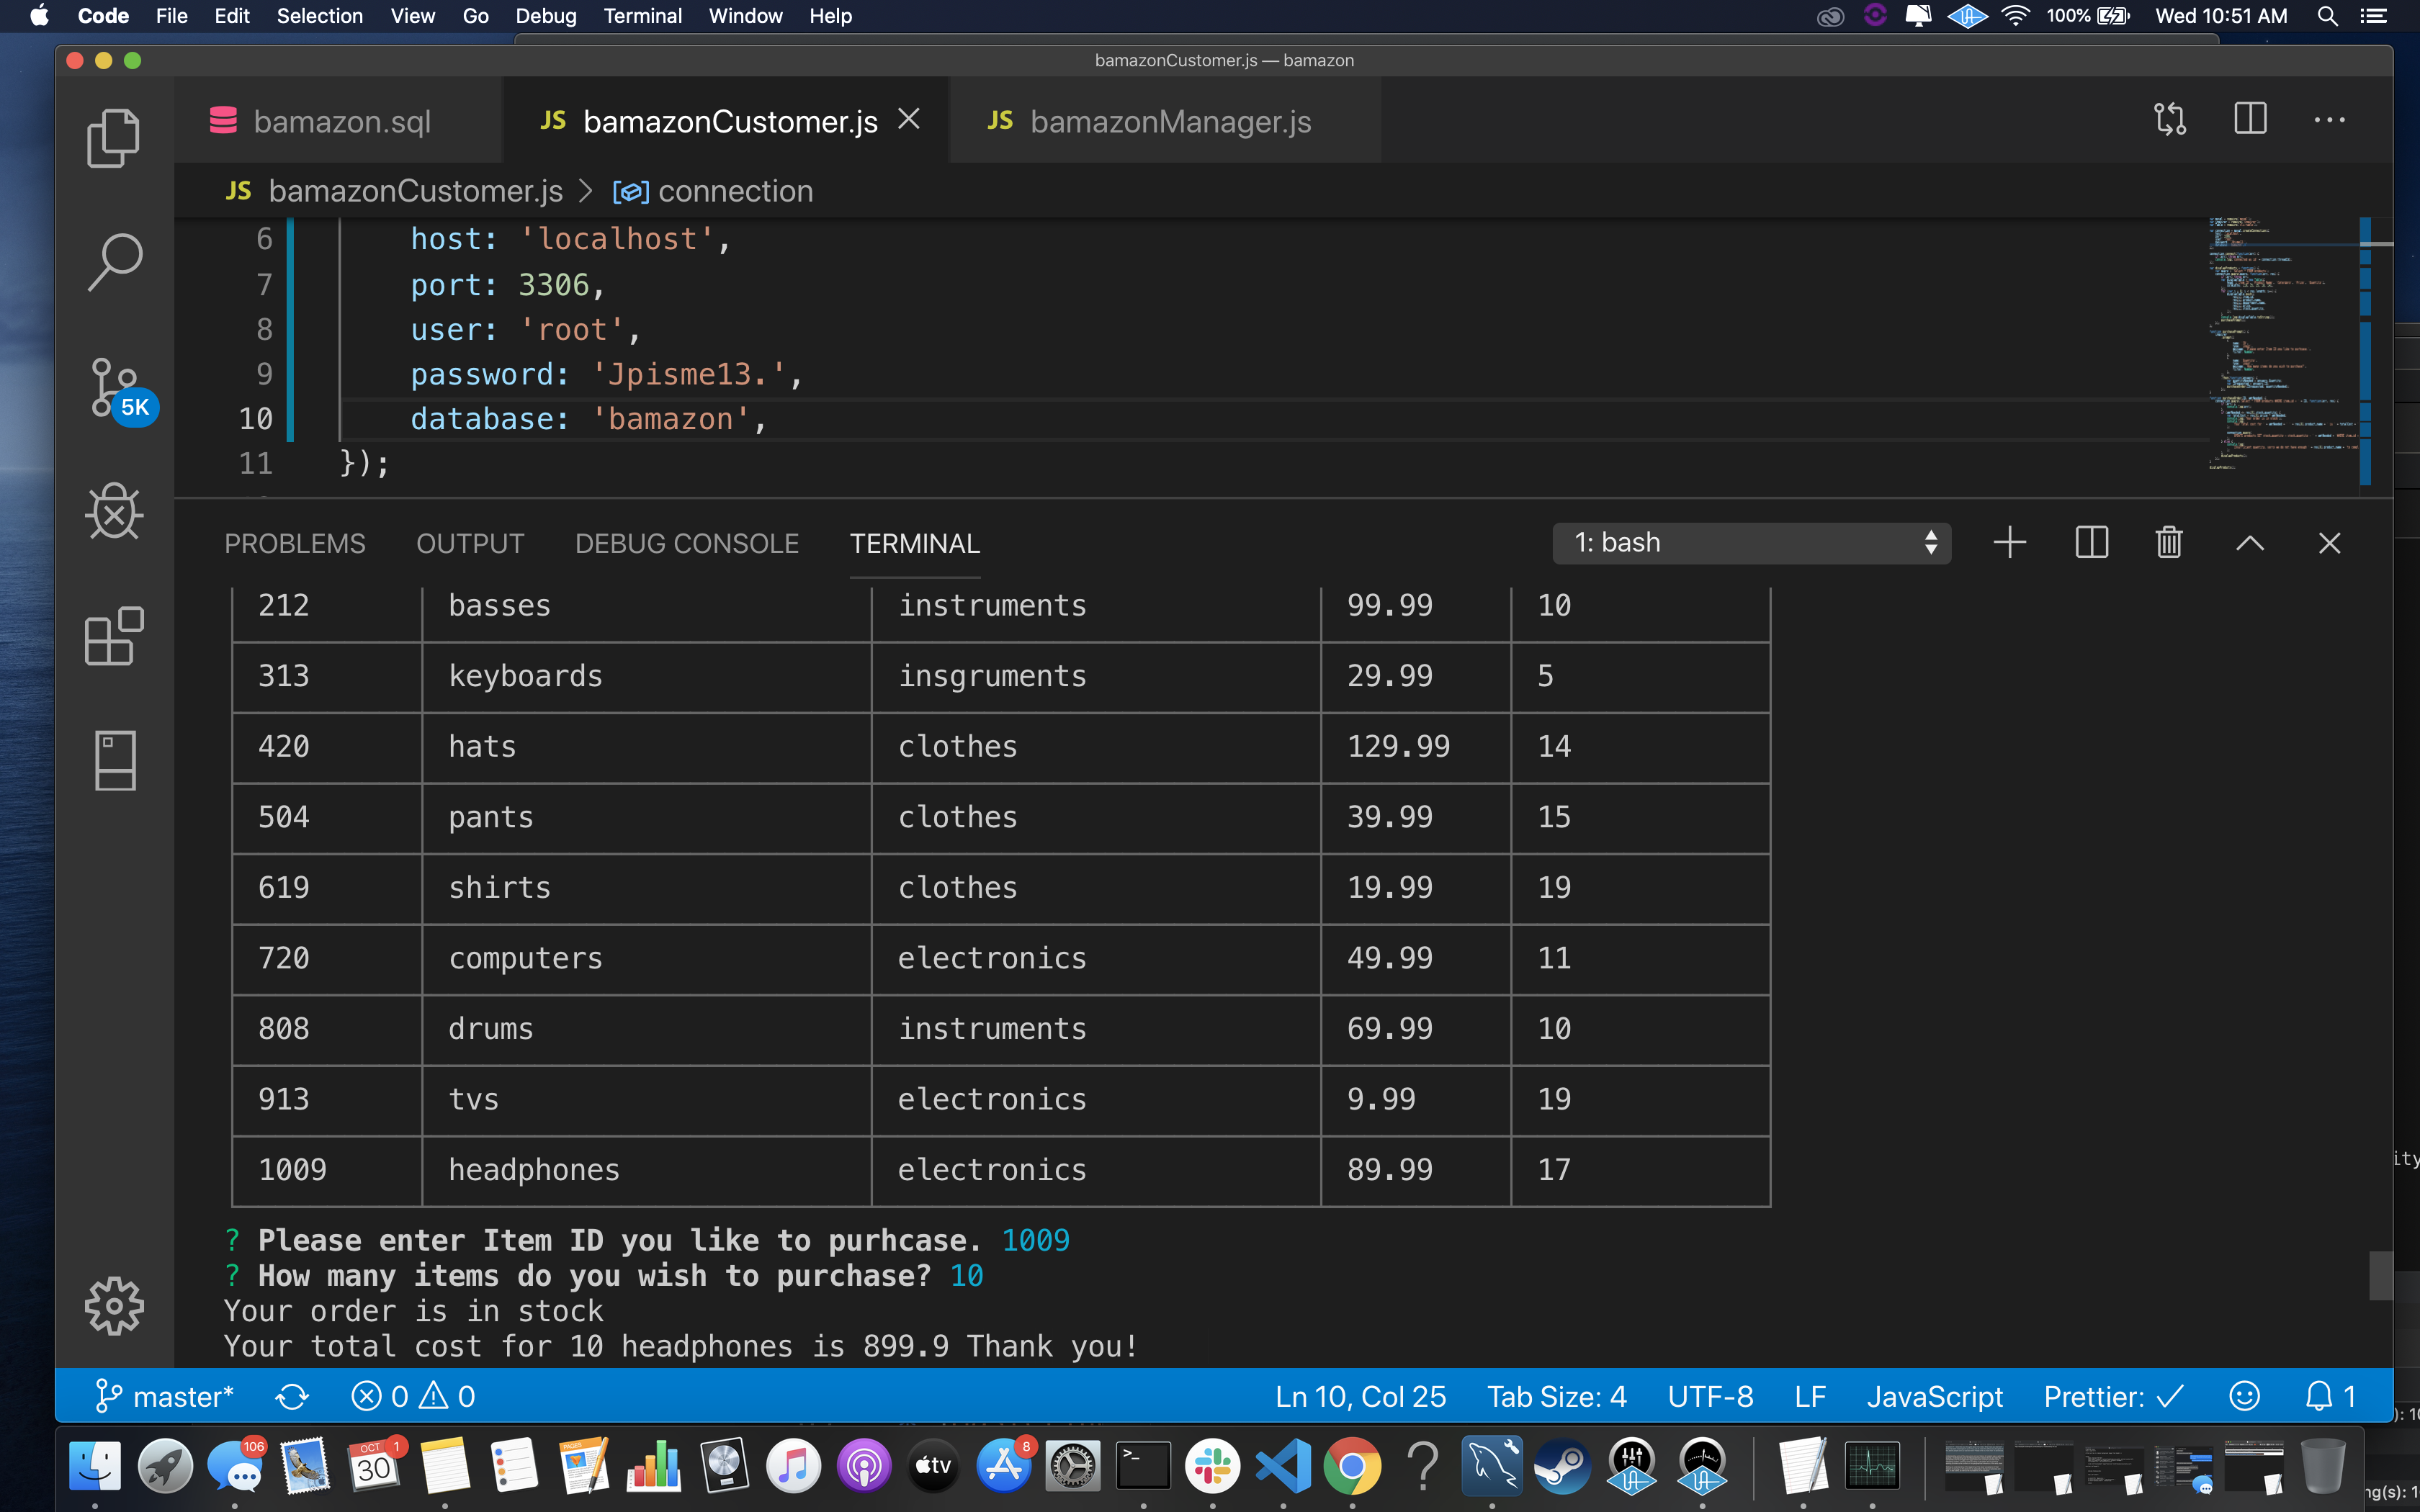 Code File Edit Selection View Go Debug Terminal Window Help 100% Wed 10:51 AM
bamazonCustomer.js — bamazon
bamazon.sql JS bamazonCustomer.js JS bamazonManager.js
JS bamazonCustomer.js > connection
6 host: 'localhost',
7 port: 3306,
8 user: 'root',
9 password: 'Jpisme13.',
10 database: 'bamazon',
11 });
5K
PROBLEMS OUTPUT DEBUG CONSOLE TERMINAL 1: bash
212 basses instruments 99.99 10
313 keyboards insgruments 29.99 5
420 hats clothes 129.99 14
504 pants clothes 39.99 15
619 shirts clothes 19.99 19
720 computers electronics 49.99 11
808 drums instruments 69.99 10
913 tvs electronics 9.99 19
1009 headphones electronics 89.99 17
? Please enter Item ID you like to purhcase. 1009
? How many items do you wish to purchase? 10
Your order is in stock
Your total cost for 10 headphones is 899.9 Thank you!
master* 0 0 Ln 10, Col 25 Tab Size: 4 UTF-8 LF JavaScript Prettier: ✓ 1
106 OCT 30 1 PAGES tv 8